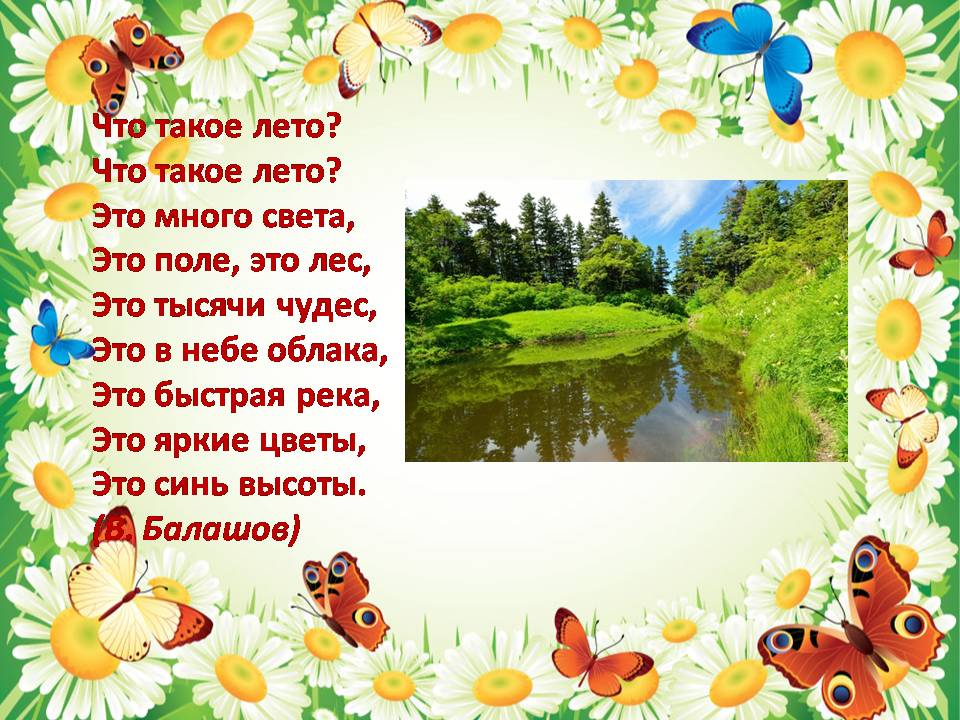 Что такое лето?
Что такое лето?
Это много света,
Это поле, это лес,
Это тысячи чудес,
Это в небе облака,
Это быстрая река,
Это яркие цветы,
Это синь высоты.
(В. Балашов)